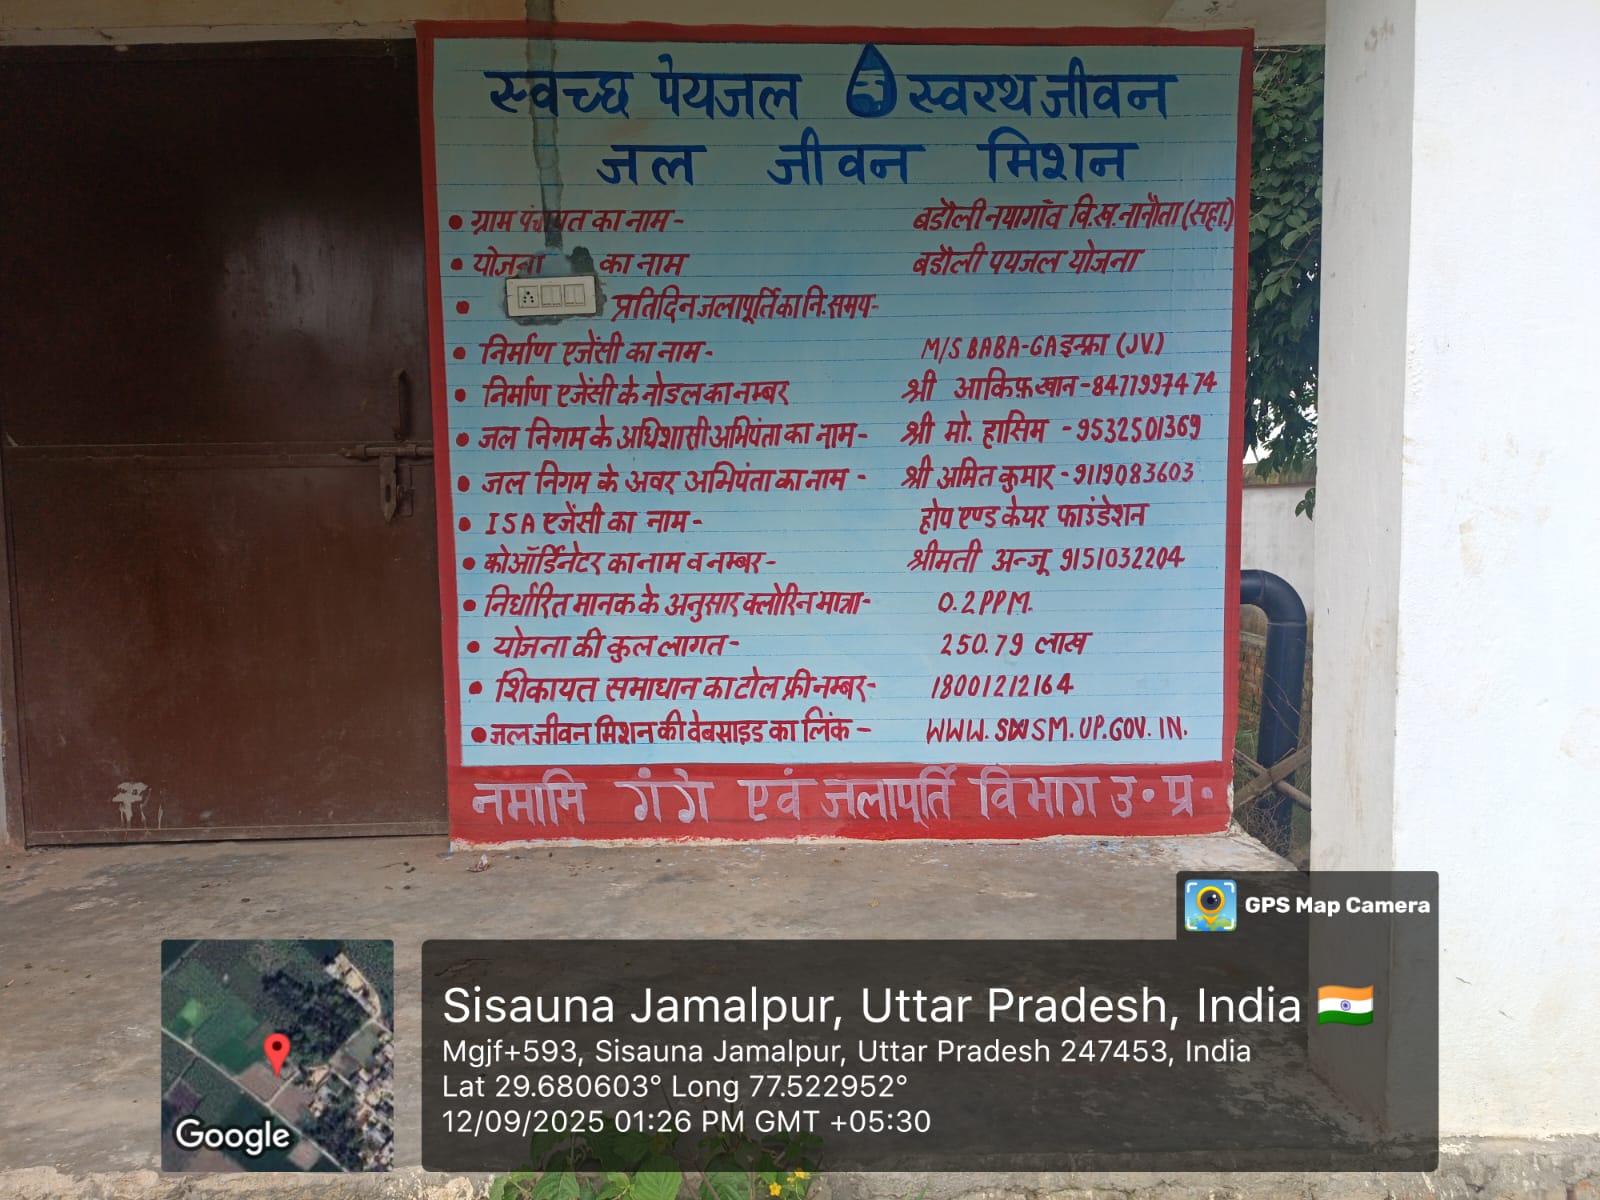 स्वच्छ पेयजल स्वस्थ जीवन
जल जीवन मिशन
• ग्राम पंचायत का नाम - बडौली नयागाँव वि.ख. नानौता (सहा.)
• योजना का नाम बडौली पयजल योजना
• प्रतिदिन जलापूर्ति का नि. समय-
• निर्माण एजेंसी का नाम- M/S BABA-GA इन्फ्रा (JV.)
• निर्माण एजेंसी के नोडल का नम्बर श्री आकिफ़ खान - 8477997474
• जल निगम के अधिशासी अभिंयता का नाम- श्री मो. हासिम - 9532501369
• जल निगम के अवर अभिंयता का नाम - श्री अमित कुमार - 9119083603
• ISA एजेंसी का नाम- होप एण्ड केयर फाउंडेशन
• कोऑर्डिनेटर का नाम व नम्बर- श्रीमती अन्जू 9151032204
• निर्धारित मानक के अनुसार क्लोरिन मात्रा- 0.2 PPM.
• योजना की कुल लागत- 250.79 लाख
• शिकायत समाधान का टोल फ्री नम्बर- 18001212164
• जल जीवन मिशन की वेबसाइड का लिंक - WWW.SWSM.UP.GOV.IN.
नमामि गंगे एवं जलापूर्ति विभाग उ॰ प्र॰
GPS Map Camera
Sisauna Jamalpur, Uttar Pradesh, India
Mgjf+593, Sisauna Jamalpur, Uttar Pradesh 247453, India
Lat 29.680603° Long 77.522952°
12/09/2025 01:26 PM GMT +05:30
Google